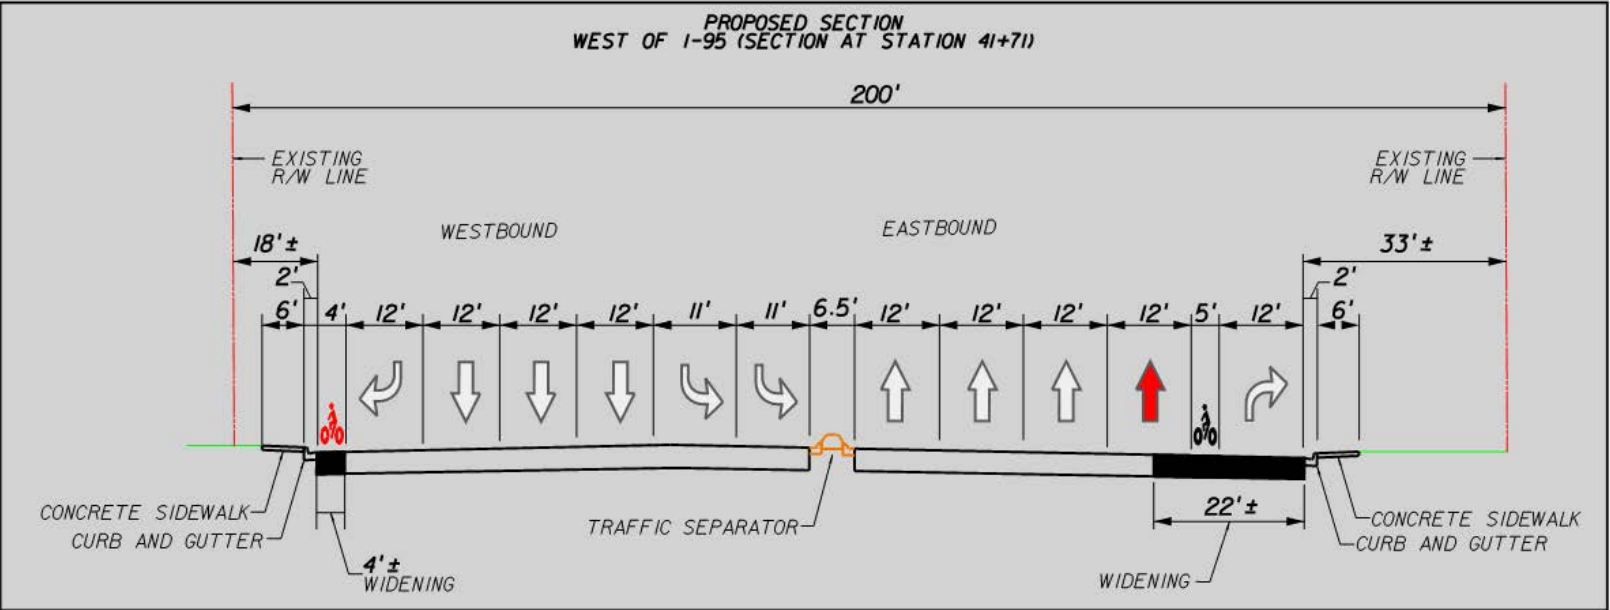 PROPOSED SECTION
WEST OF I-95 (SECTION AT STATION 41+71)
200'
EXISTING
R/W LINE
EXISTING
R/W LINE
WESTBOUND
EASTBOUND
18'±
33'±
2'
2'
6'
4'
12'
12'
12'
12'
11'
11'
6.5'
12'
12'
12'
12'
5'
12'
6'
CONCRETE SIDEWALK
CURB AND GUTTER
TRAFFIC SEPARATOR
22'±
CONCRETE SIDEWALK
CURB AND GUTTER
4'±
WIDENING
WIDENING